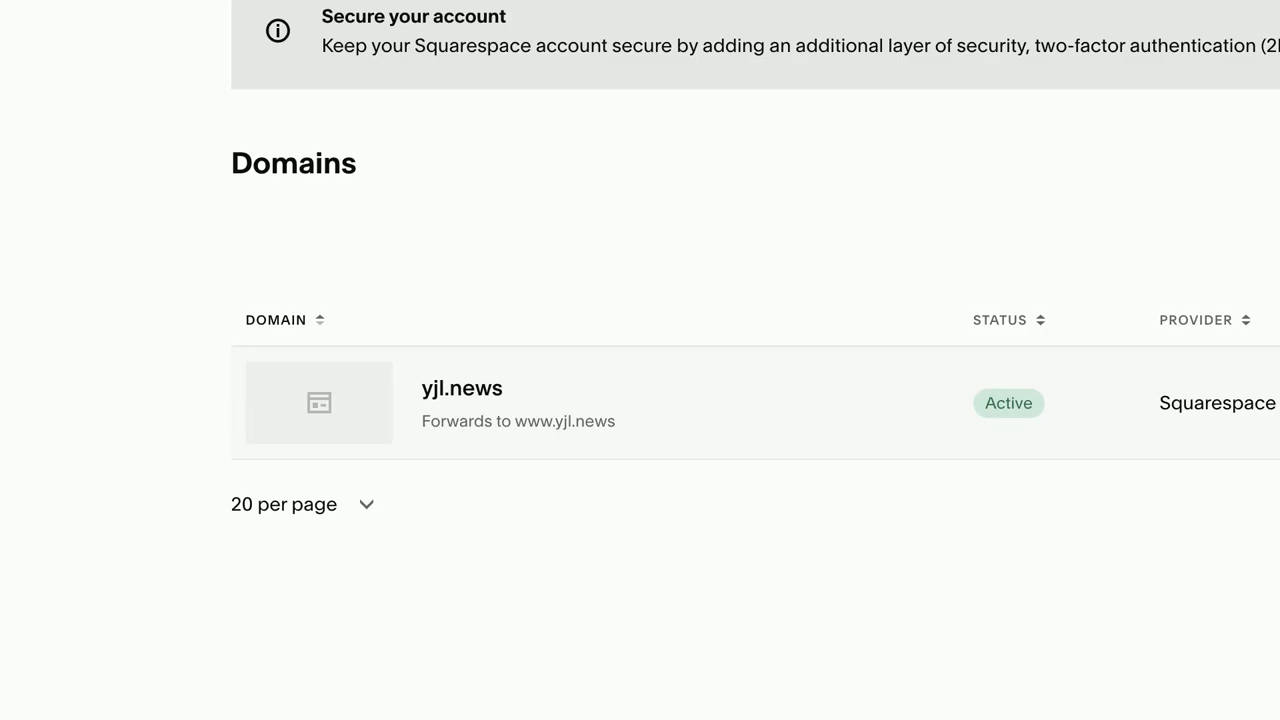 Secure your account
Keep your Squarespace account secure by adding an additional layer of security, two-factor authentication (2
Domains
DOMAIN
STATUS
PROVIDER
yjl.news
Forwards to www.yjl.news
Active
Squarespace
20 per page